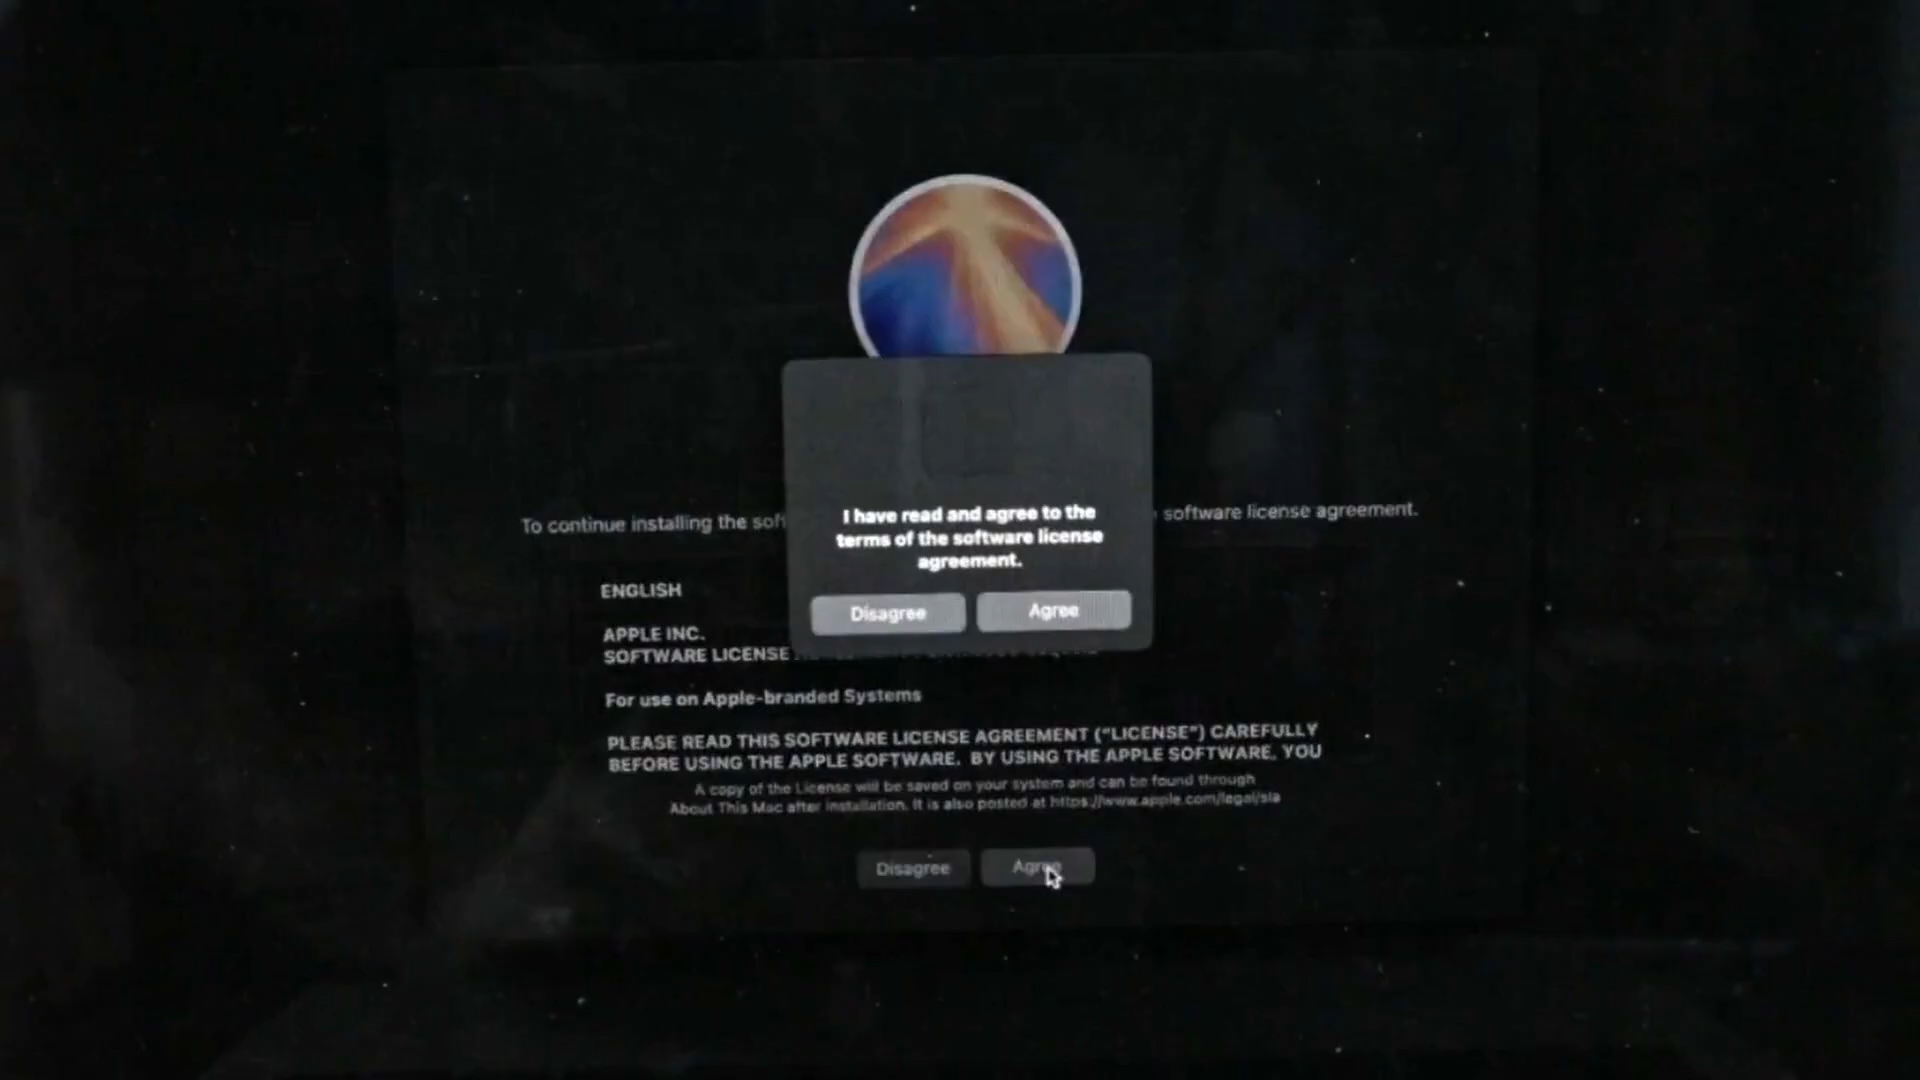 I have read and agree to the
terms of the software license
agreement.
Disagree
Agree
To continue installing the
software license agreement.
ENGLISH
APPLE INC.
SOFTWARE LICENSE
For use on Apple-branded Systems
PLEASE READ THIS SOFTWARE LICENSE AGREEMENT (“LICENSE”) CAREFULLY
BEFORE USING THE APPLE SOFTWARE. BY USING THE APPLE SOFTWARE, YOU
A copy of the License will be saved on your system and can be found through
About This Mac after installation. It is also posted at https://www.apple.com/legal/sla
Disagree
Agree